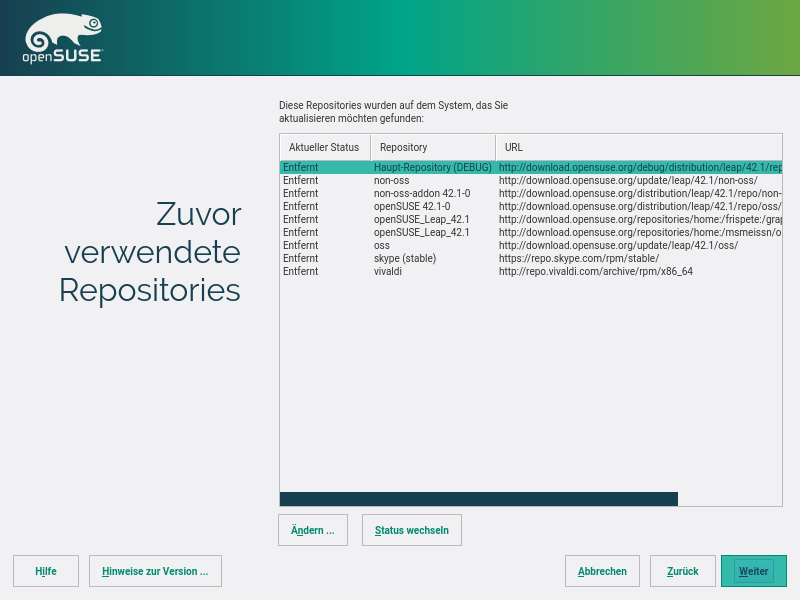 openSUSE
Diese Repositories wurden auf dem System, das Sie
aktualisieren möchten gefunden:
Aktueller Status Repository URL
Entfernt Haupt-Repository (DEBUG) http://download.opensuse.org/debug/distribution/leap/42.1/rep
Entfernt non-oss http://download.opensuse.org/update/leap/42.1/non-oss/
Entfernt non-oss-addon 42.1-0 http://download.opensuse.org/distribution/leap/42.1/repo/non-
Entfernt openSUSE 42.1-0 http://download.opensuse.org/distribution/leap/42.1/repo/oss/
Entfernt openSUSE_Leap_42.1 http://download.opensuse.org/repositories/home:/frispete:/grap
Entfernt openSUSE_Leap_42.1 http://download.opensuse.org/repositories/home:/msmeissn/o
Entfernt oss http://download.opensuse.org/update/leap/42.1/oss/
Entfernt skype (stable) https://repo.skype.com/rpm/stable/
Entfernt vivaldi http://repo.vivaldi.com/archive/rpm/x86_64
Zuvor
verwendete
Repositories
Ändern ... Status wechseln
Hilfe Hinweise zur Version ... Abbrechen Zurück Weiter